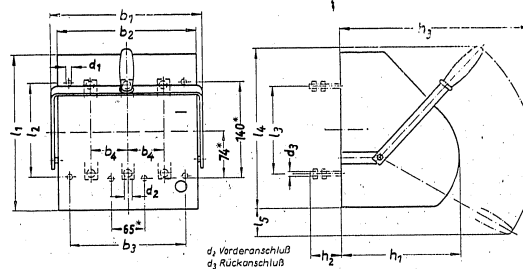 b₁
b₂
h₃
d₁
l₁
l₂
b₄
b₄
74*
140*
l₄
l₃
d₃
d₂
65*
b₃
l₅
h₂
h₁
d₂ Vorderanschluß
d₃ Rückanschluß